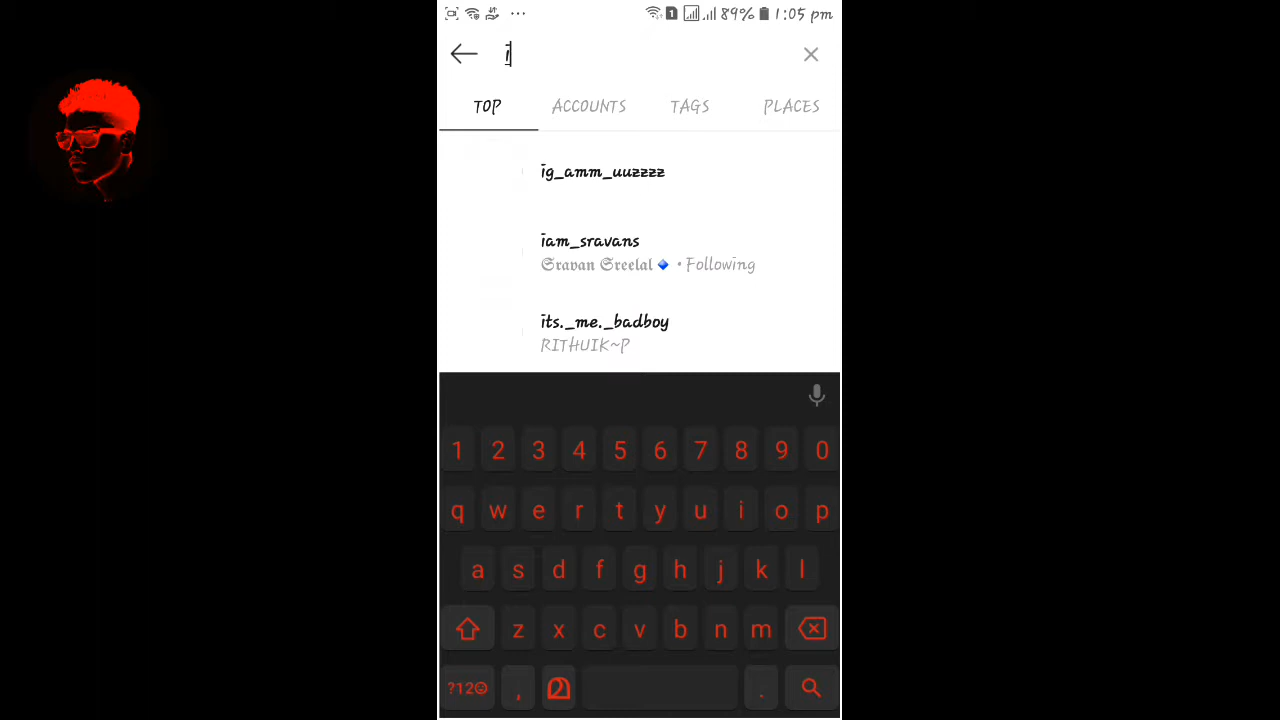 1 89% 1:05 pm
i
TOP ACCOUNTS TAGS PLACES
ig_amm_uuzzzz
iam_sravans
𝕾𝖗𝖆𝖛𝖆𝖓 𝕾𝖗𝖊𝖊𝖑𝖆𝖑🔹 • Following
its._me._badboy
RITHUIK~P
1 2 3 4 5 6 7 8 9 0
q w e r t y u i o p
a s d f g h j k l
z x c v b n m
?12☺ , മ .